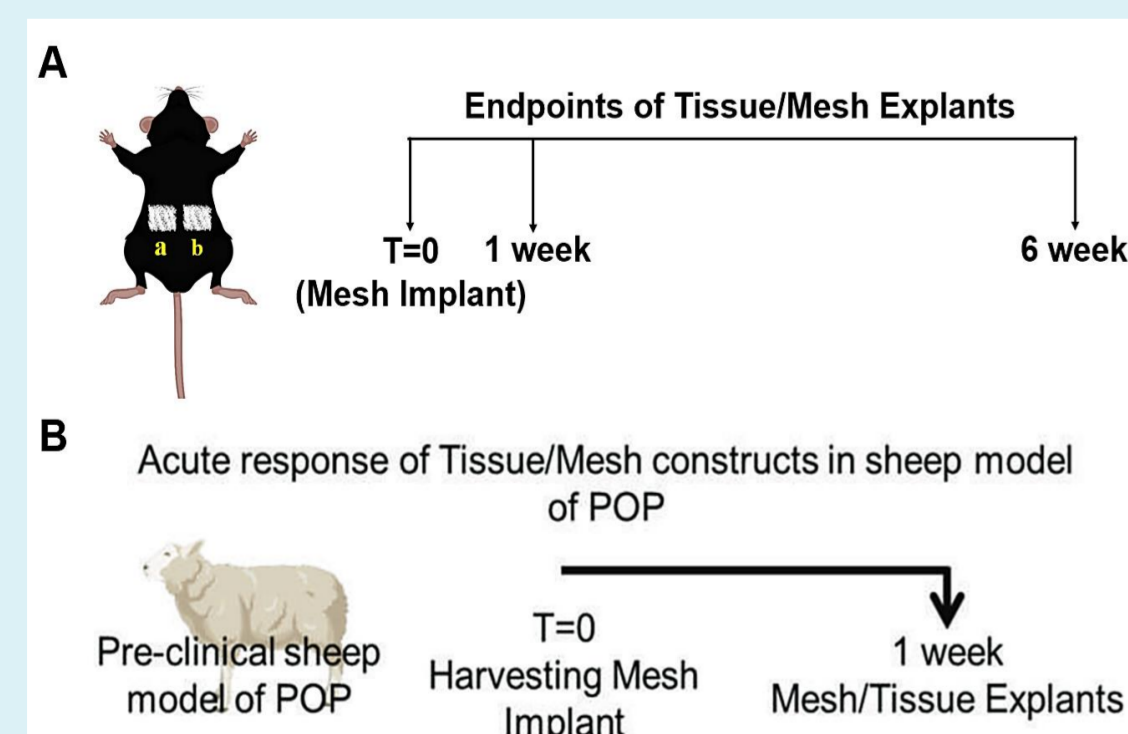 A
Endpoints of Tissue/Mesh Explants
a b
T=0 1 week 6 week
(Mesh Implant)
B
Acute response of Tissue/Mesh constructs in sheep model
of POP
T=0
Pre-clinical sheep
model of POP
Harvesting Mesh
Implant
1 week
Mesh/Tissue Explants